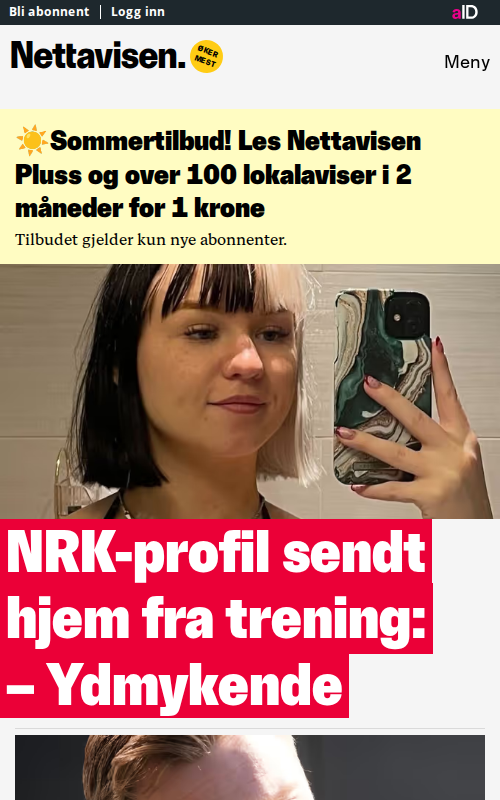 Bli abonnent | Logg inn
aID
Nettavisen.
ØKER
MEST
Meny
☀️Sommertilbud! Les Nettavisen
Pluss og over 100 lokalaviser i 2
måneder for 1 krone
Tilbudet gjelder kun nye abonnenter.
NRK-profil sendt
hjem fra trening:
– Ydmykende